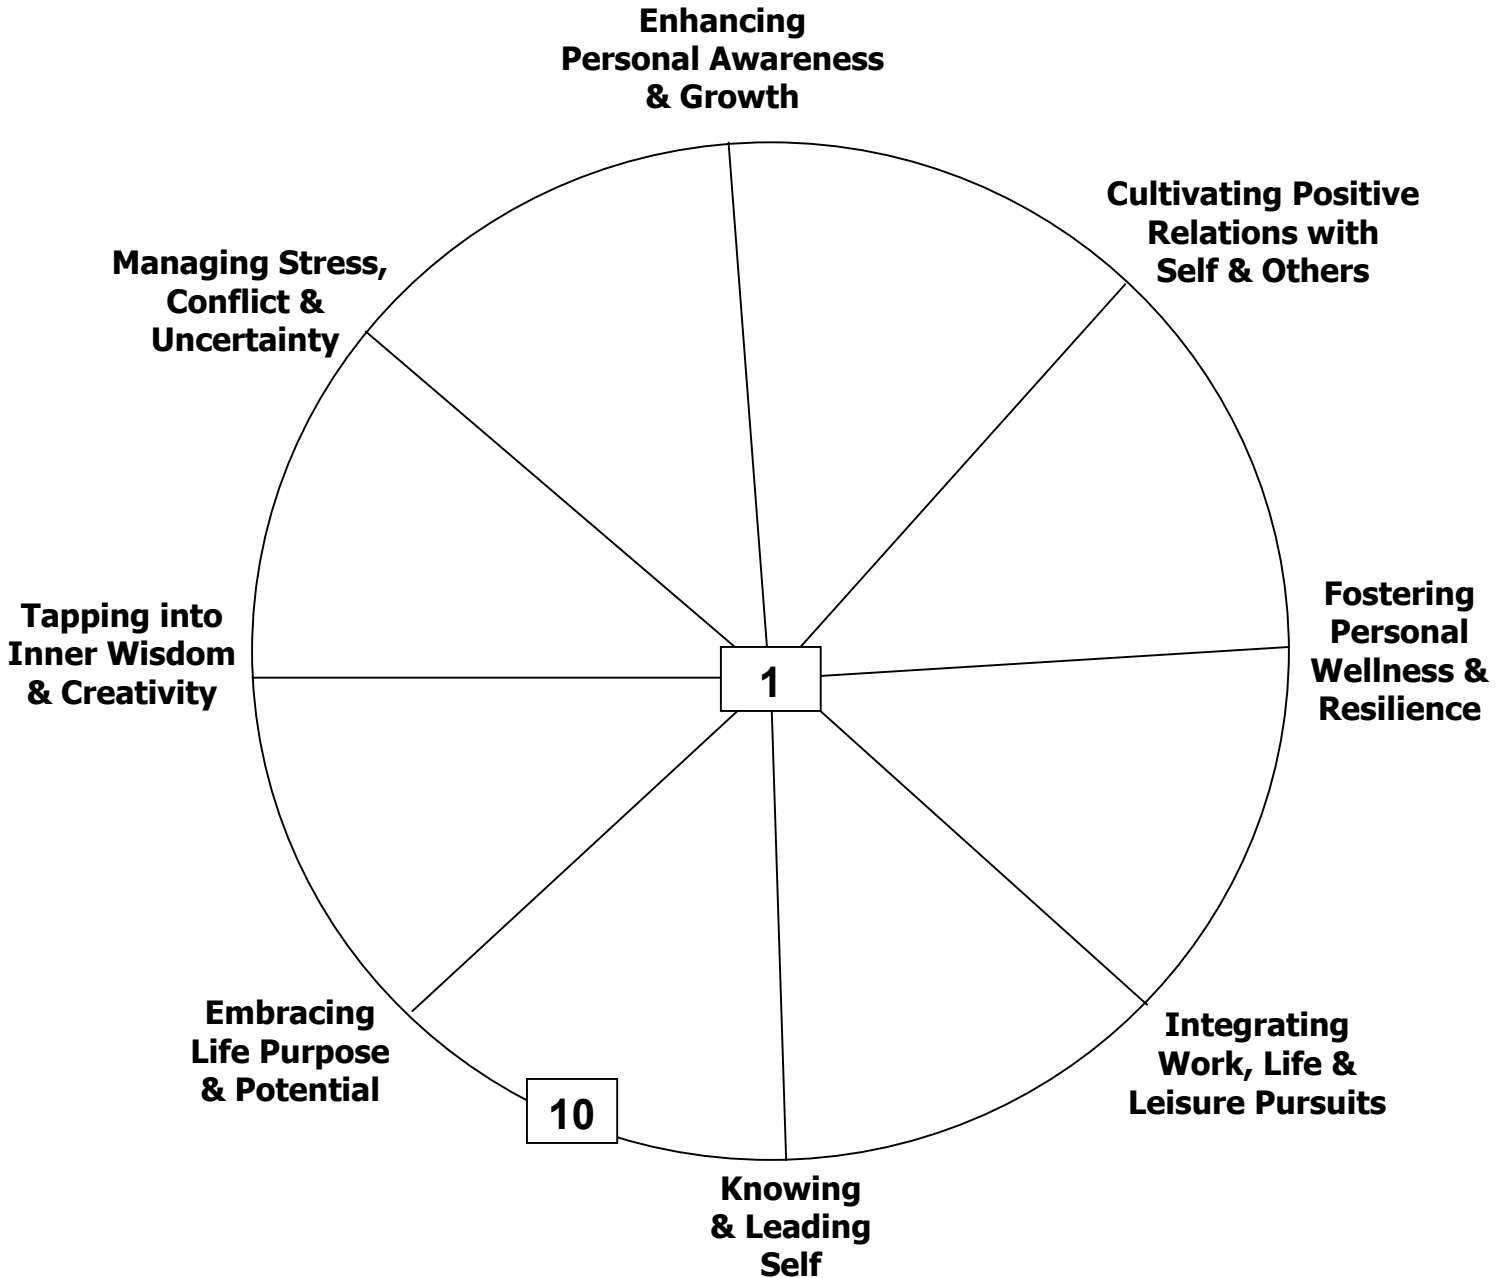 Enhancing
Personal Awareness
& Growth
Cultivating Positive
Relations with
Self & Others
Managing Stress,
Conflict &
Uncertainty
Fostering
Personal
Wellness &
Resilience
Tapping into
Inner Wisdom
& Creativity
1
Embracing
Life Purpose
& Potential
Integrating
Work, Life &
Leisure Pursuits
10
Knowing
& Leading
Self